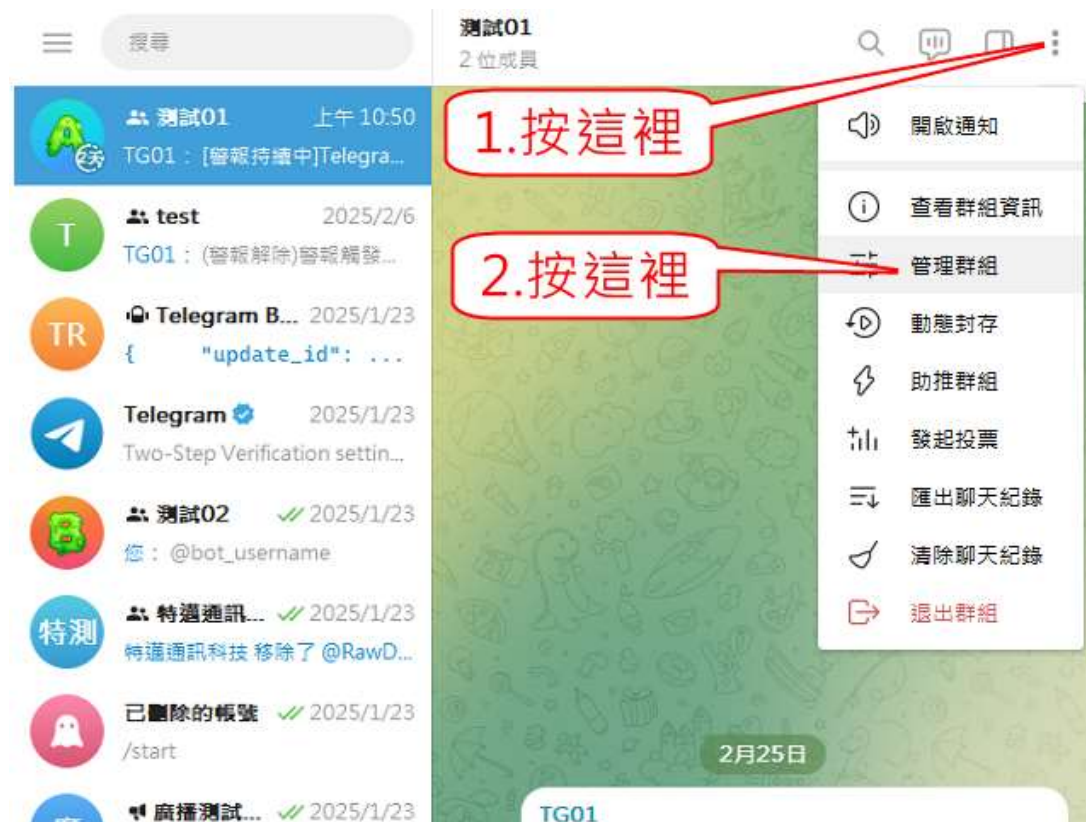 搜尋
測試01
2 位成員
測試01
上午 10:50
TG01 : [警報持續中]Telegra...
2天
T
test
2025/2/6
TG01 : (警報解除)警報觸發...
TR
Telegram B...
2025/1/23
{ "update_id": ...
Telegram
2025/1/23
Two-Step Verification settin...
測試02
2025/1/23
您 : @bot_username
特測
特邁通訊...
2025/1/23
特邁通訊科技 移除了 @RawD...
已刪除的帳號
2025/1/23
/start
廣播測試...
2025/1/23
1.按這裡
2.按這裡
開啟通知
查看群組資訊
管理群組
動態封存
助推群組
發起投票
匯出聊天紀錄
清除聊天紀錄
退出群組
2月25日
TG01